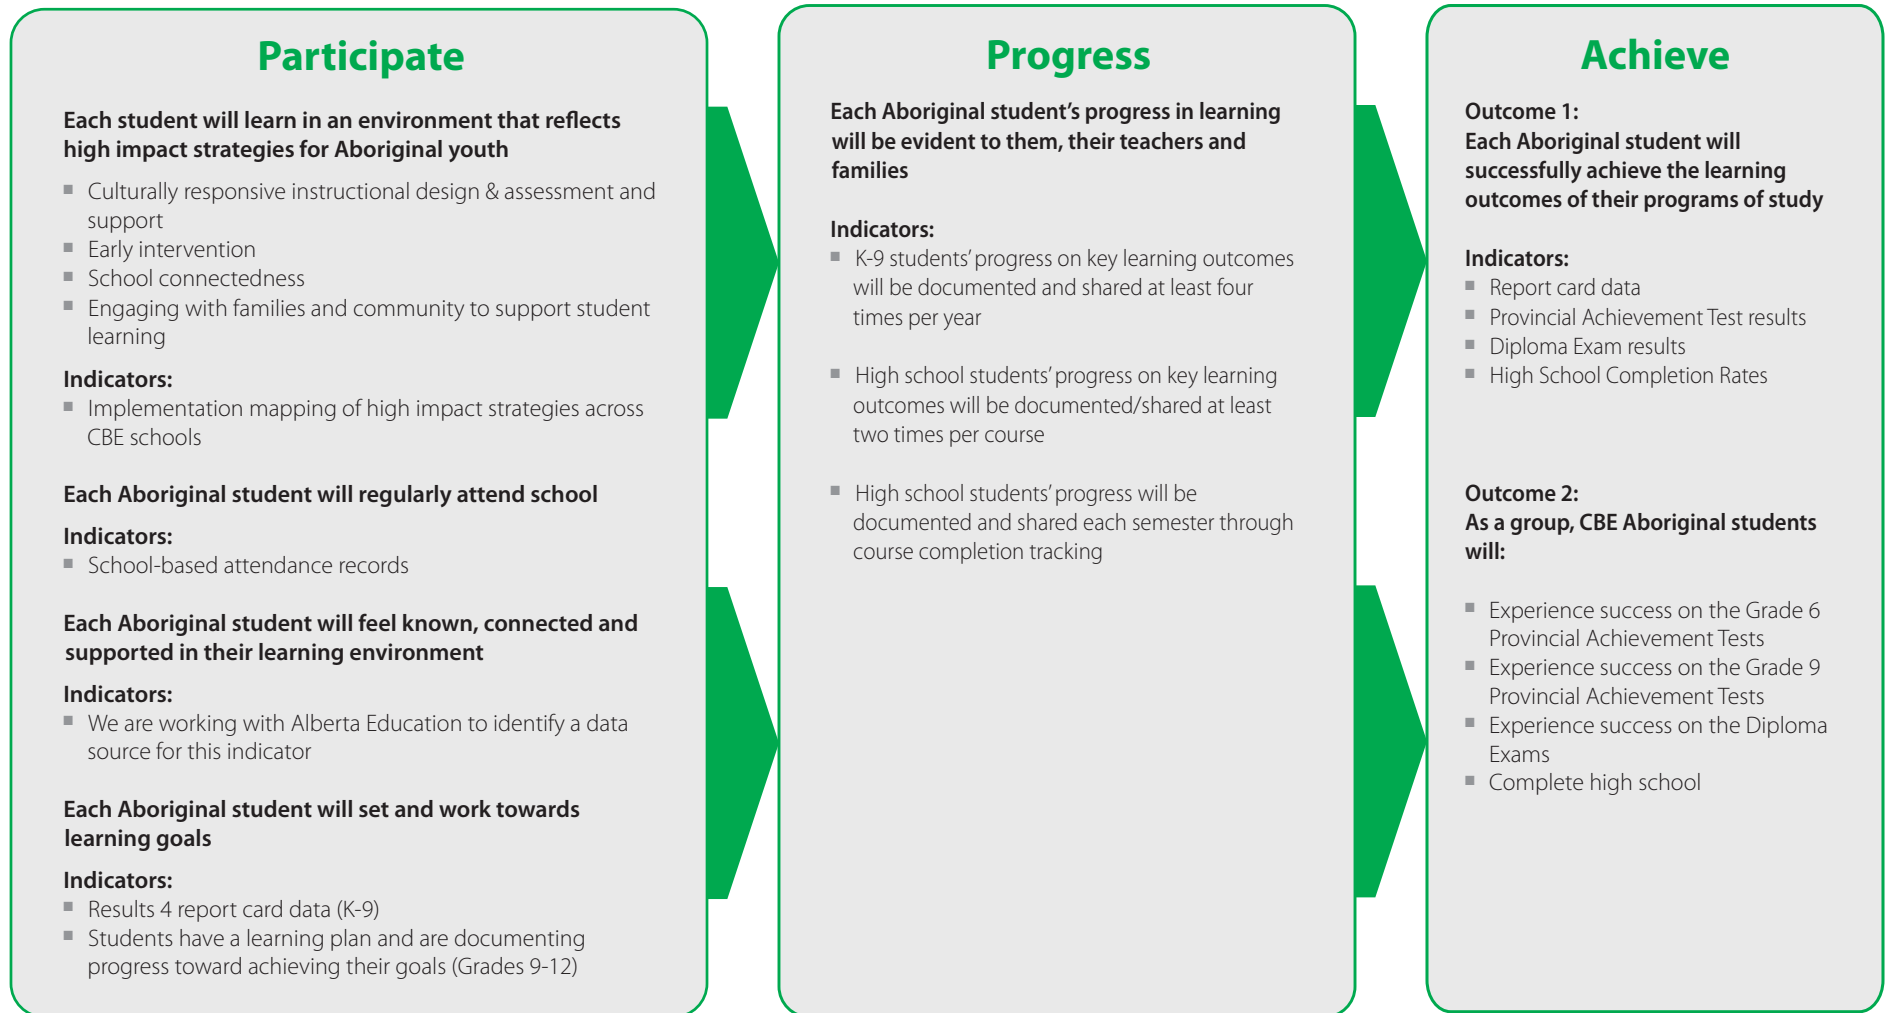 Participate
Each student will learn in an environment that reflects
high impact strategies for Aboriginal youth
■ Culturally responsive instructional design & assessment and
support
■ Early intervention
■ School connectedness
■ Engaging with families and community to support student
learning
Indicators:
■ Implementation mapping of high impact strategies across
CBE schools
Each Aboriginal student will regularly attend school
Indicators:
■ School-based attendance records
Each Aboriginal student will feel known, connected and
supported in their learning environment
Indicators:
■ We are working with Alberta Education to identify a data
source for this indicator
Each Aboriginal student will set and work towards
learning goals
Indicators:
■ Results 4 report card data (K-9)
■ Students have a learning plan and are documenting
progress toward achieving their goals (Grades 9-12)
Progress
Each Aboriginal student’s progress in learning
will be evident to them, their teachers and
families
Indicators:
■ K-9 students’ progress on key learning outcomes
will be documented and shared at least four
times per year
■ High school students’ progress on key learning
outcomes will be documented/shared at least
two times per course
■ High school students’ progress will be
documented and shared each semester through
course completion tracking
Achieve
Outcome 1:
Each Aboriginal student will
successfully achieve the learning
outcomes of their programs of study
Indicators:
■ Report card data
■ Provincial Achievement Test results
■ Diploma Exam results
■ High School Completion Rates
Outcome 2:
As a group, CBE Aboriginal students
will:
■ Experience success on the Grade 6
Provincial Achievement Tests
■ Experience success on the Grade 9
Provincial Achievement Tests
■ Experience success on the Diploma
Exams
■ Complete high school